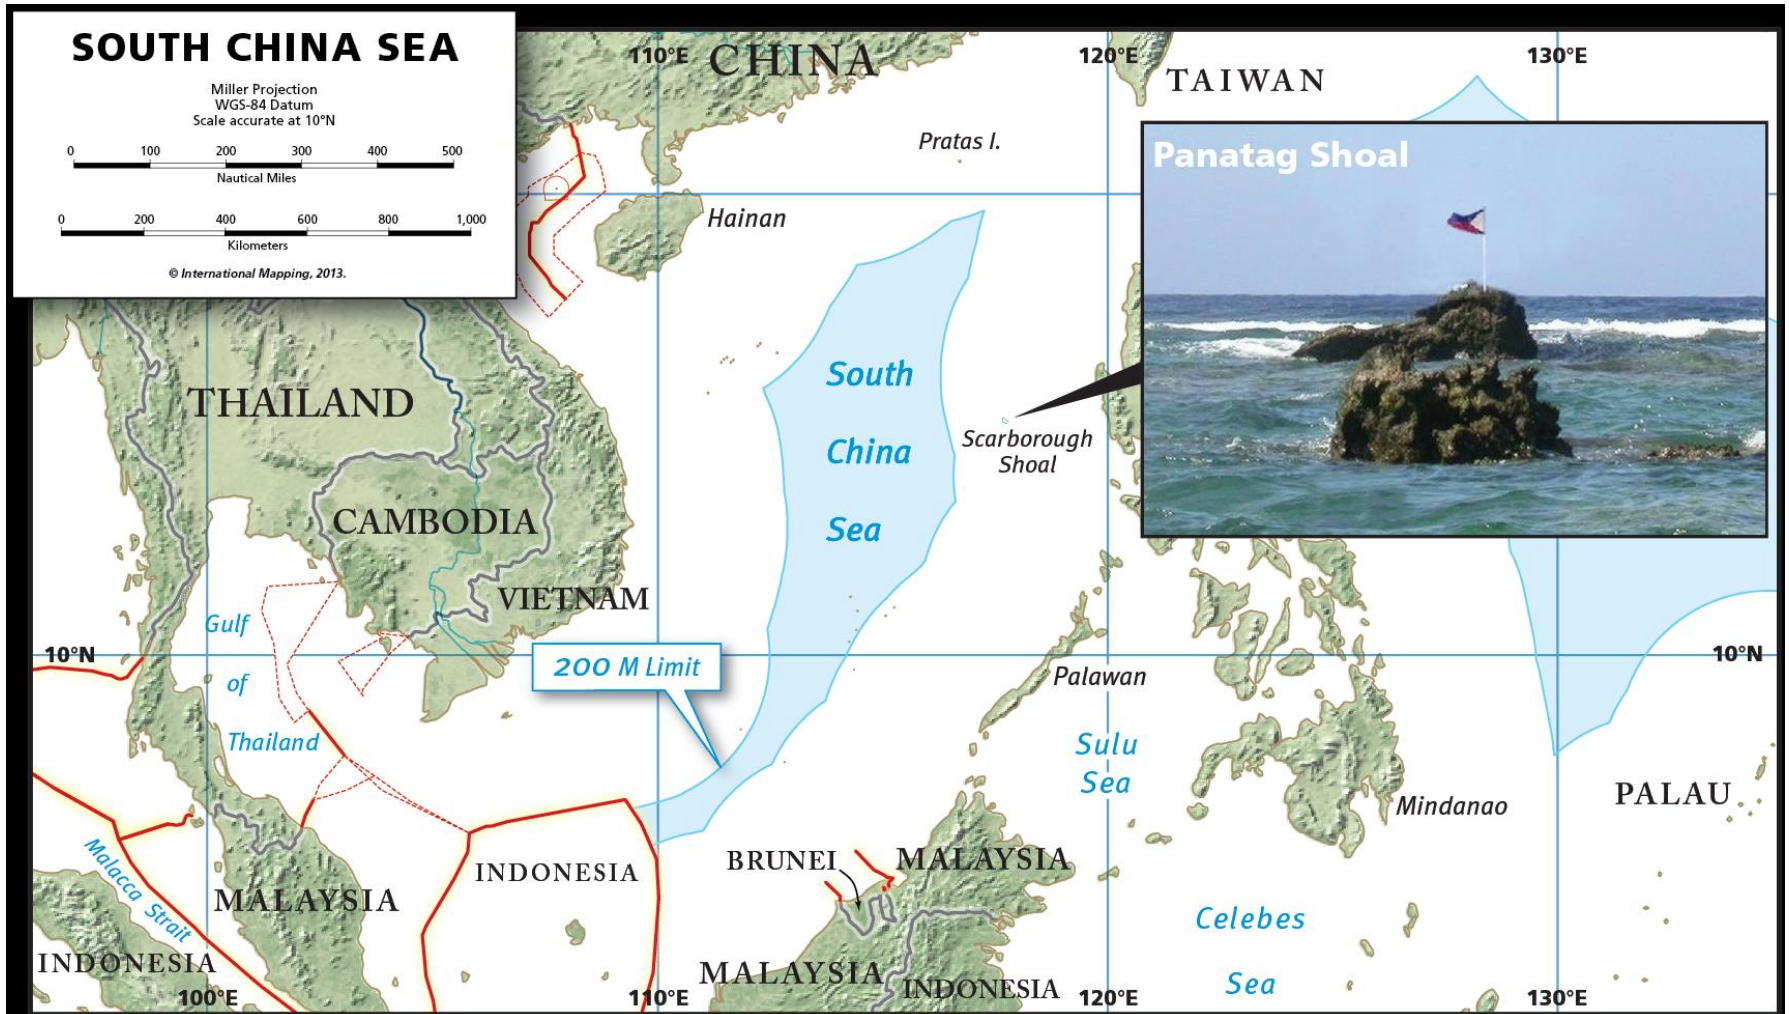 SOUTH CHINA SEA
Miller Projection
WGS-84 Datum
Scale accurate at 10°N
0 100 200 300 400 500
Nautical Miles
0 200 400 600 800 1,000
Kilometers
© International Mapping, 2013.
110°E
CHINA
120°E
TAIWAN
130°E
Pratas I.
Panatag Shoal
Hainan
THAILAND
South
China
Sea
Scarborough
Shoal
CAMBODIA
VIETNAM
Gulf
of
Thailand
10°N
200 M Limit
10°N
Palawan
Sulu
Sea
Mindanao
PALAU
Malacca Strait
MALAYSIA
INDONESIA
INDONESIA
BRUNEI
MALAYSIA
MALAYSIA
INDONESIA
Celebes
Sea
100°E
110°E
120°E
130°E